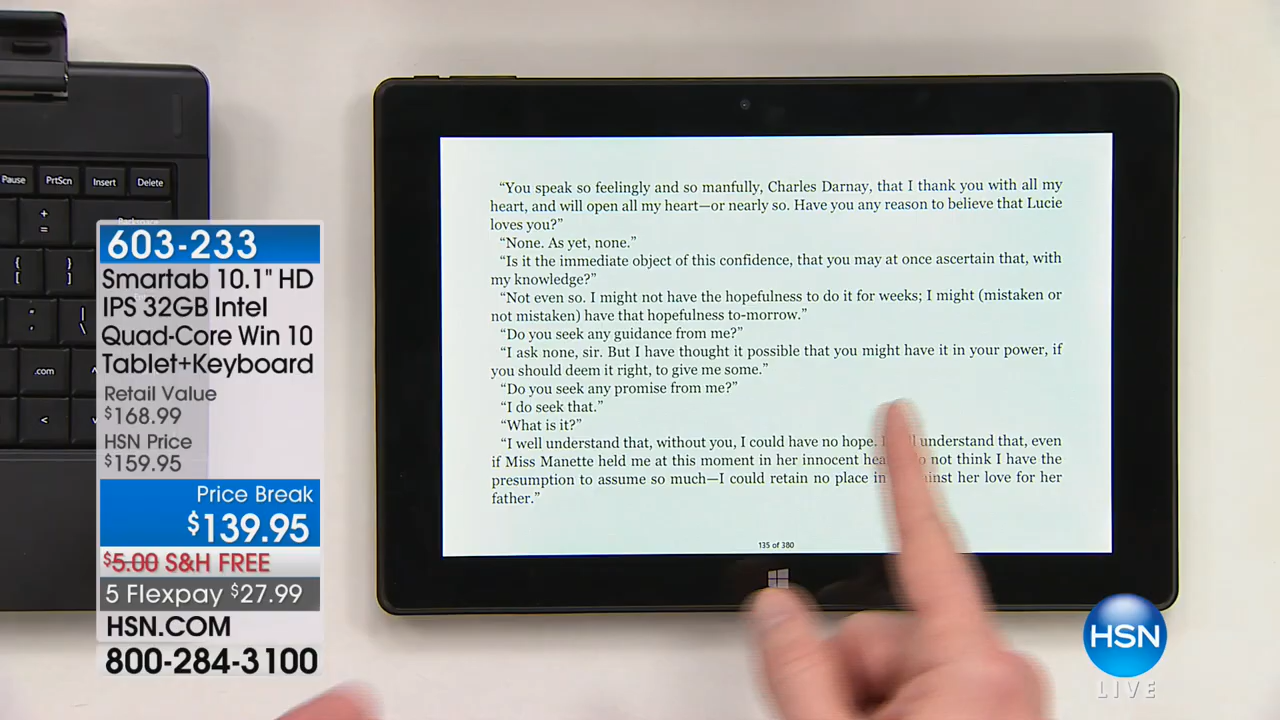 Pause PrtScn Insert Delete
+
=
Backspace
{ }
[ ]
\
.com
<
603-233
Smartab 10.1" HD
IPS 32GB Intel
Quad-Core Win 10
Tablet+Keyboard
Retail Value
$168.99
HSN Price
$159.95
Price Break
$139.95
$5.00 S&H FREE
5 Flexpay $27.99
HSN.COM
800-284-3100
“You speak so feelingly and so manfully, Charles Darnay, that I thank you with all my
heart, and will open all my heart—or nearly so. Have you any reason to believe that Lucie
loves you?”
“None. As yet, none.”
“Is it the immediate object of this confidence, that you may at once ascertain that, with
my knowledge?”
“Not even so. I might not have the hopefulness to do it for weeks; I might (mistaken or
not mistaken) have that hopefulness to-morrow.”
“Do you seek any guidance from me?”
“I ask none, sir. But I have thought it possible that you might have it in your power, if
you should deem it right, to give me some.”
“Do you seek any promise from me?”
“I do seek that.”
“What is it?”
“I well understand that, without you, I could have no hope. I understand that, even
if Miss Manette held me at this moment in her innocent not think I have the
presumption to assume so much—I could retain no place in her love for her
father.”
135 of 380
HSN
LIVE